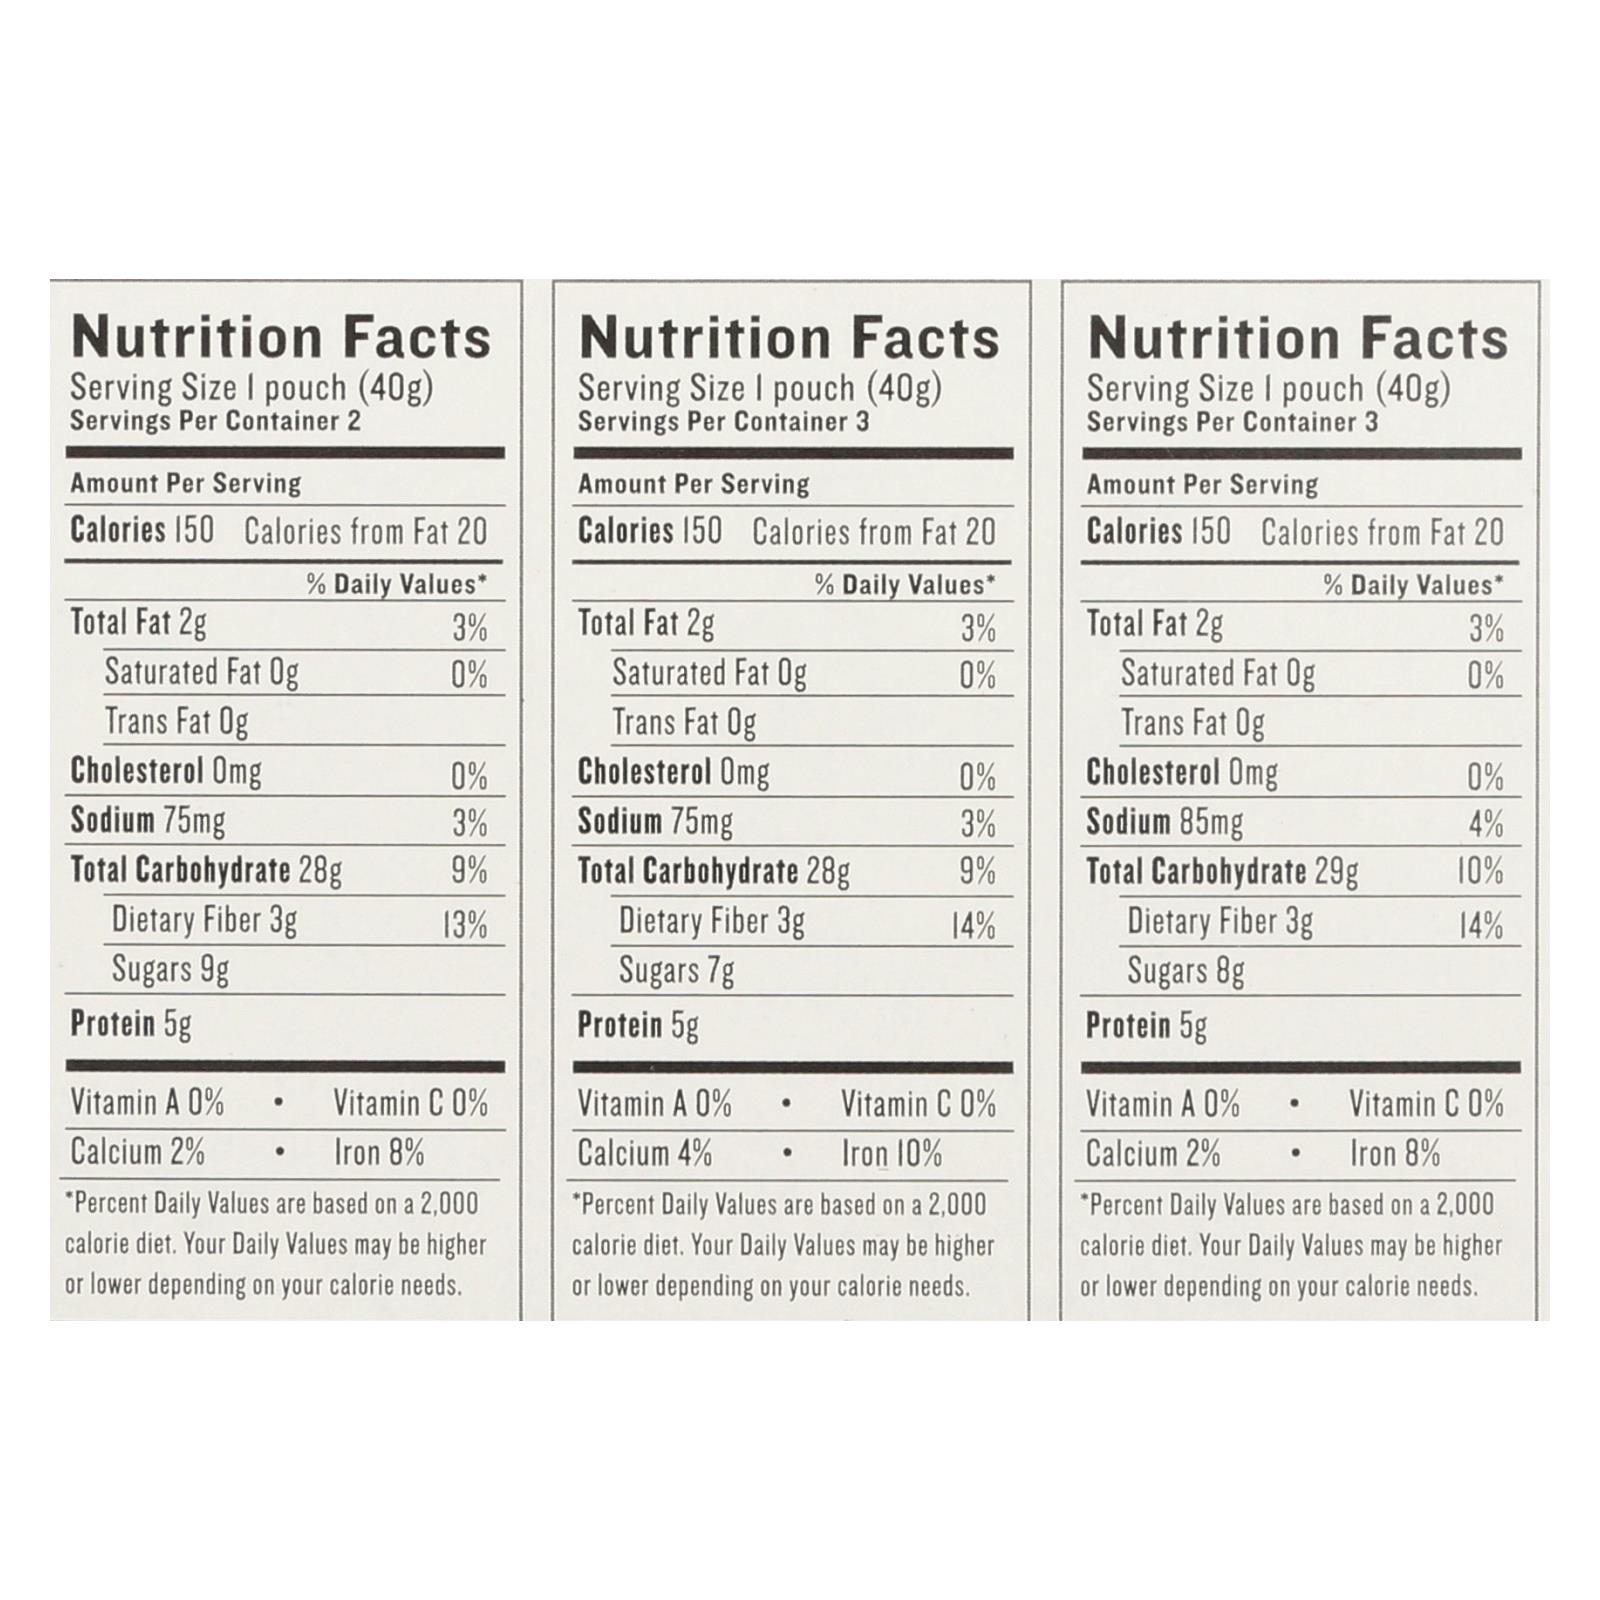 Nutrition Facts
Serving Size 1 pouch (40g)
Servings Per Container 2
Amount Per Serving
Calories 150 Calories from Fat 20
% Daily Values*
Total Fat 2g 3%
Saturated Fat 0g 0%
Trans Fat 0g
Cholesterol 0mg 0%
Sodium 75mg 3%
Total Carbohydrate 28g 9%
Dietary Fiber 3g 13%
Sugars 9g
Protein 5g
Vitamin A 0% • Vitamin C 0%
Calcium 2% • Iron 8%
*Percent Daily Values are based on a 2,000
calorie diet. Your Daily Values may be higher
or lower depending on your calorie needs.
Nutrition Facts
Serving Size 1 pouch (40g)
Servings Per Container 3
Amount Per Serving
Calories 150 Calories from Fat 20
% Daily Values*
Total Fat 2g 3%
Saturated Fat 0g 0%
Trans Fat 0g
Cholesterol 0mg 0%
Sodium 75mg 3%
Total Carbohydrate 28g 9%
Dietary Fiber 3g 14%
Sugars 7g
Protein 5g
Vitamin A 0% • Vitamin C 0%
Calcium 4% • Iron 10%
*Percent Daily Values are based on a 2,000
calorie diet. Your Daily Values may be higher
or lower depending on your calorie needs.
Nutrition Facts
Serving Size 1 pouch (40g)
Servings Per Container 3
Amount Per Serving
Calories 150 Calories from Fat 20
% Daily Values*
Total Fat 2g 3%
Saturated Fat 0g 0%
Trans Fat 0g
Cholesterol 0mg 0%
Sodium 85mg 4%
Total Carbohydrate 29g 10%
Dietary Fiber 3g 14%
Sugars 8g
Protein 5g
Vitamin A 0% • Vitamin C 0%
Calcium 2% • Iron 8%
*Percent Daily Values are based on a 2,000
calorie diet. Your Daily Values may be higher
or lower depending on your calorie needs.